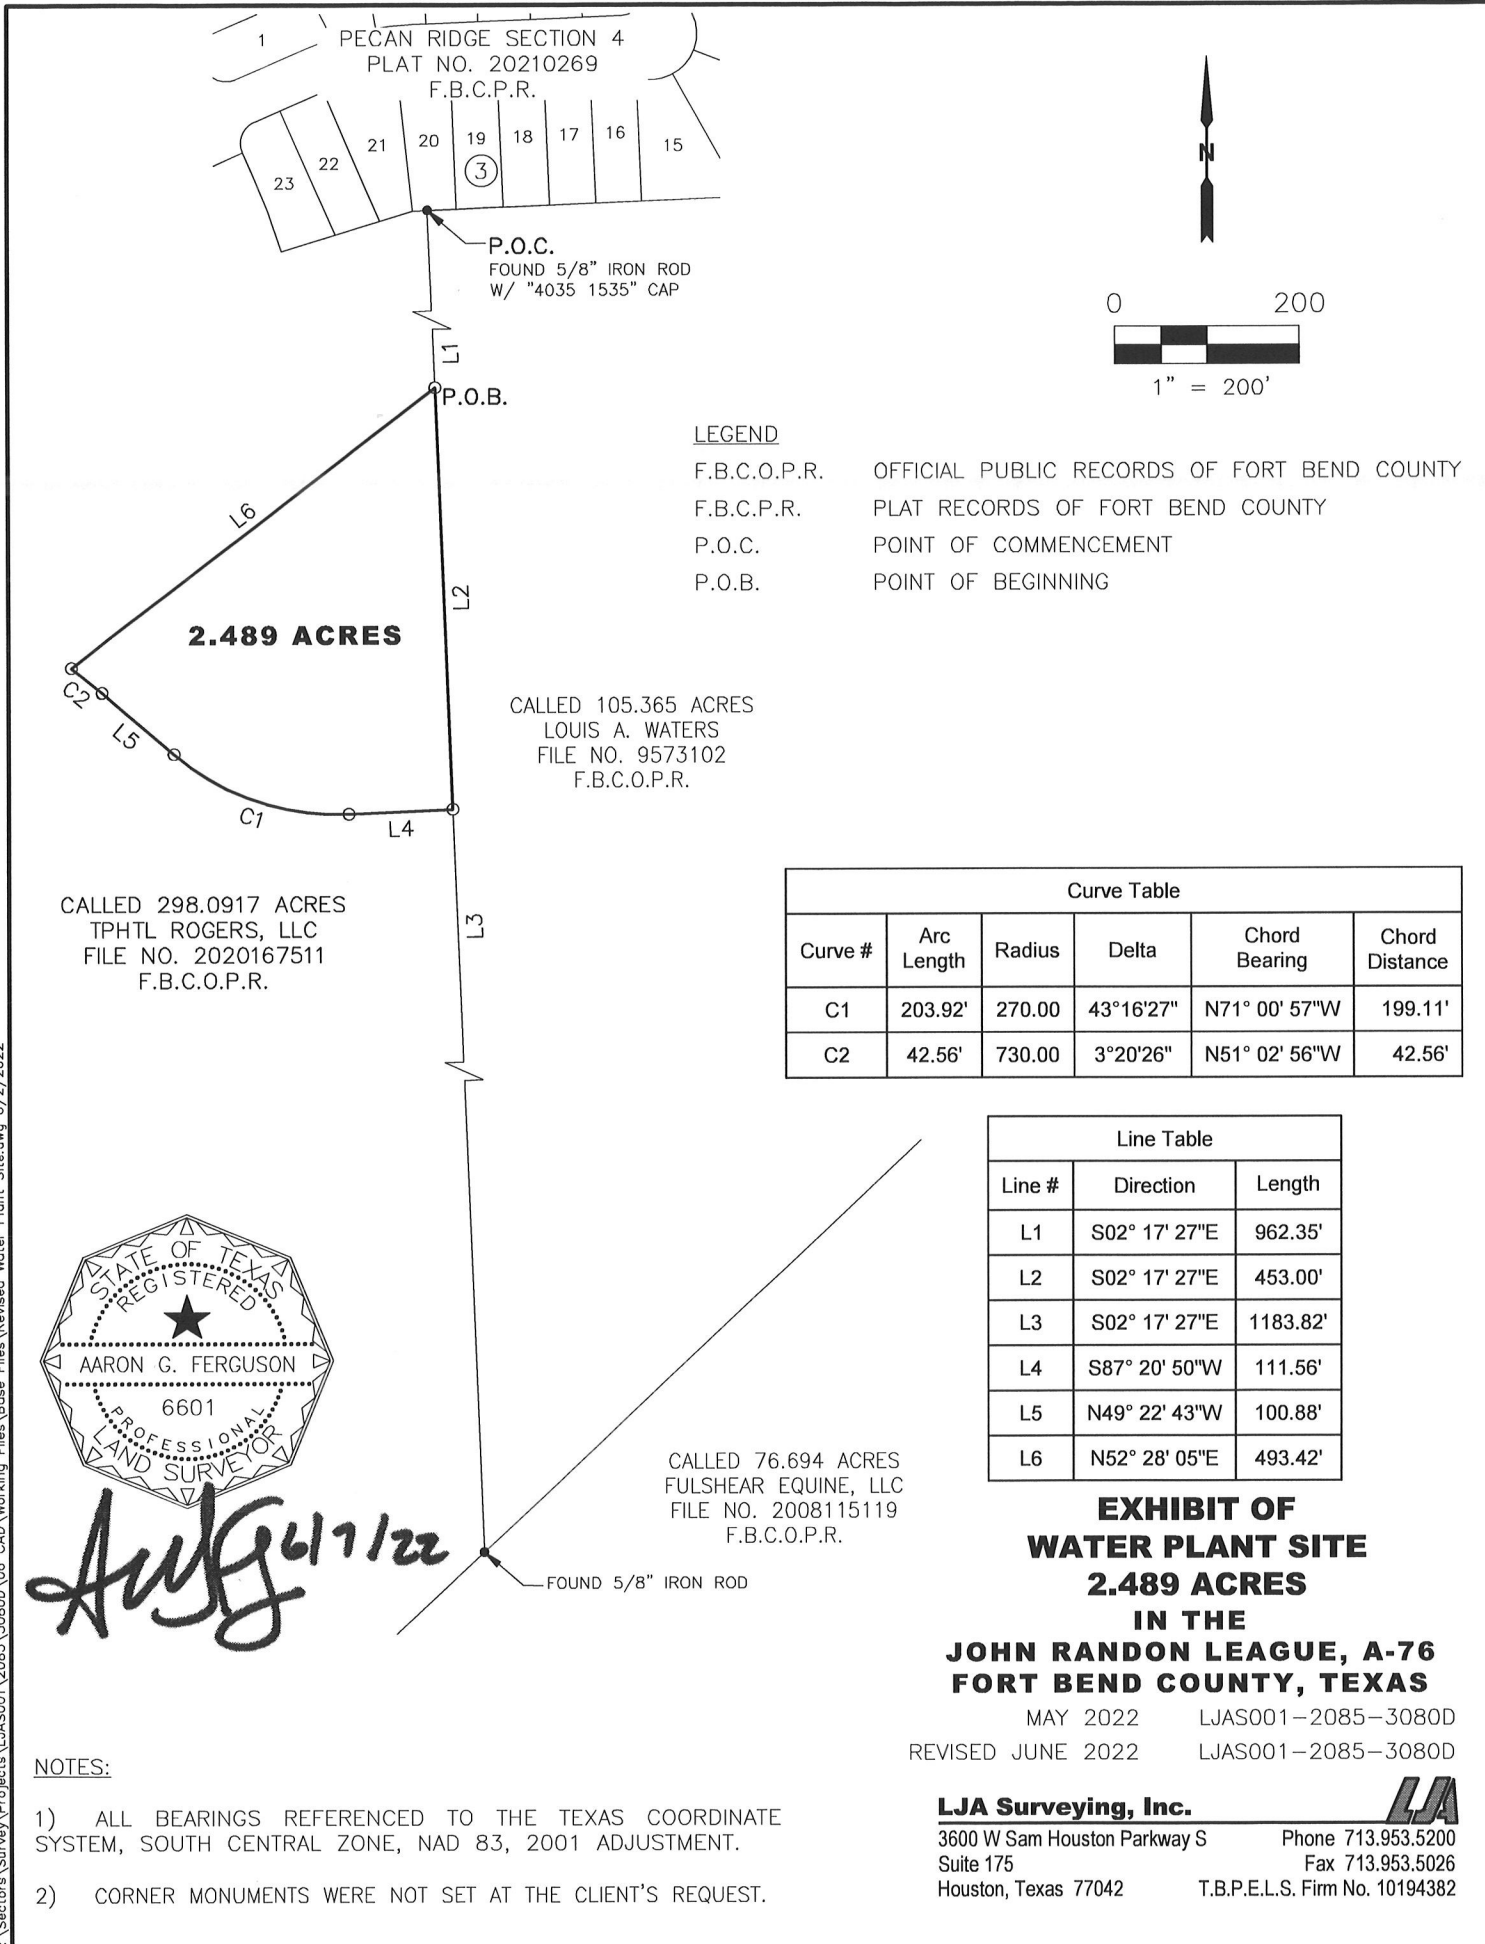 PECAN RIDGE SECTION 4
PLAT NO. 20210269
F.B.C.P.R.
1
23
22
21
20
19
18
17
16
15
3
P.O.C.
FOUND 5/8" IRON ROD
W/ "4035 1535" CAP
N
0 200
1" = 200'
L1
P.O.B.
LEGEND
F.B.C.O.P.R. OFFICIAL PUBLIC RECORDS OF FORT BEND COUNTY
F.B.C.P.R. PLAT RECORDS OF FORT BEND COUNTY
P.O.C. POINT OF COMMENCEMENT
P.O.B. POINT OF BEGINNING
L6
L2
2.489 ACRES
C2
L5
C1
L4
CALLED 105.365 ACRES
LOUIS A. WATERS
FILE NO. 9573102
F.B.C.O.P.R.
CALLED 298.0917 ACRES
TPHTL ROGERS, LLC
FILE NO. 2020167511
F.B.C.O.P.R.
L3
Curve Table
Curve # Arc Length Radius Delta Chord Bearing Chord Distance
C1 203.92' 270.00 43°16'27" N71° 00' 57"W 199.11'
C2 42.56' 730.00 3°20'26" N51° 02' 56"W 42.56'
Line Table
Line # Direction Length
L1 S02° 17' 27"E 962.35'
L2 S02° 17' 27"E 453.00'
L3 S02° 17' 27"E 1183.82'
L4 S87° 20' 50"W 111.56'
L5 N49° 22' 43"W 100.88'
L6 N52° 28' 05"E 493.42'
STATE OF TEXAS
REGISTERED
AARON G. FERGUSON
6601
PROFESSIONAL
LAND SURVEYOR
6/7/22
CALLED 76.694 ACRES
FULSHEAR EQUINE, LLC
FILE NO. 2008115119
F.B.C.O.P.R.
FOUND 5/8" IRON ROD
EXHIBIT OF
WATER PLANT SITE
2.489 ACRES
IN THE
JOHN RANDON LEAGUE, A-76
FORT BEND COUNTY, TEXAS
MAY 2022 LJAS001-2085-3080D
REVISED JUNE 2022 LJAS001-2085-3080D
NOTES:
1) ALL BEARINGS REFERENCED TO THE TEXAS COORDINATE
SYSTEM, SOUTH CENTRAL ZONE, NAD 83, 2001 ADJUSTMENT.
2) CORNER MONUMENTS WERE NOT SET AT THE CLIENT'S REQUEST.
LJA Surveying, Inc.
LJA
3600 W Sam Houston Parkway S Phone 713.953.5200
Suite 175 Fax 713.953.5026
Houston, Texas 77042 T.B.P.E.L.S. Firm No. 10194382